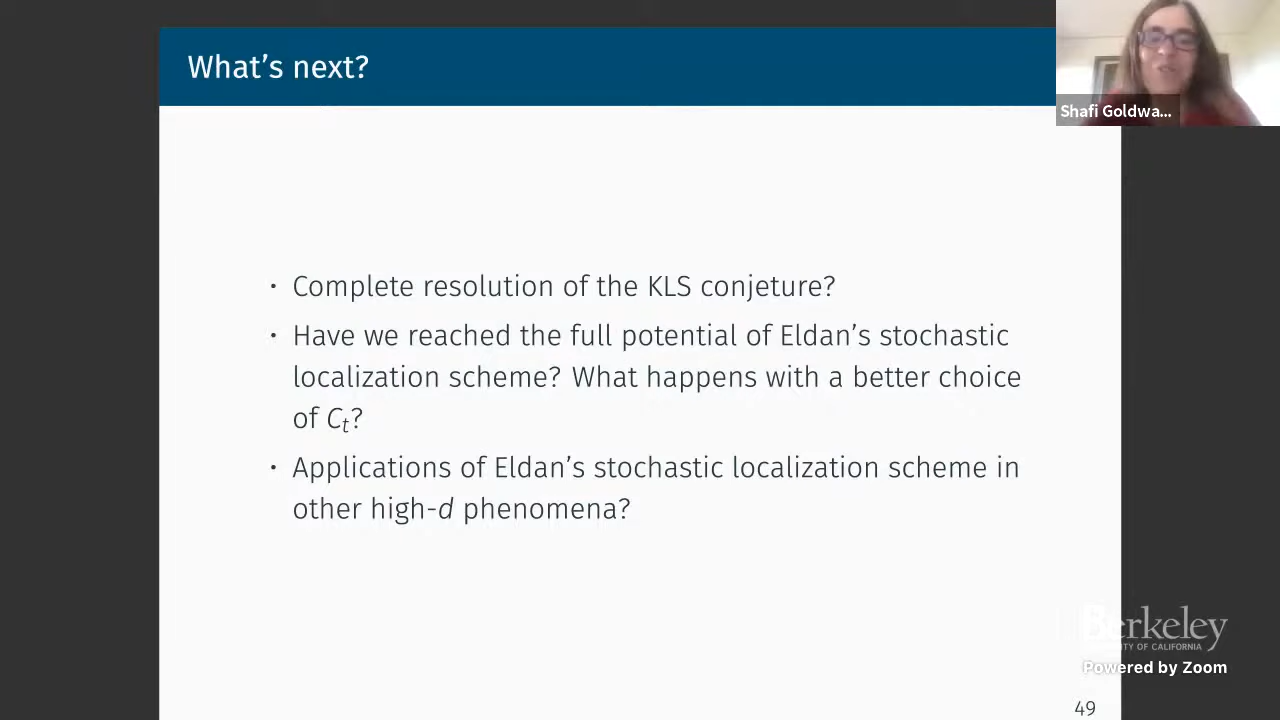 What's next?
Shafi Goldwa...
• Complete resolution of the KLS conjeture?
• Have we reached the full potential of Eldan's stochastic
localization scheme? What happens with a better choice
of Cₜ?
• Applications of Eldan's stochastic localization scheme in
other high-d phenomena?
Berkeley
UNIVERSITY OF CALIFORNIA
Powered by Zoom
49